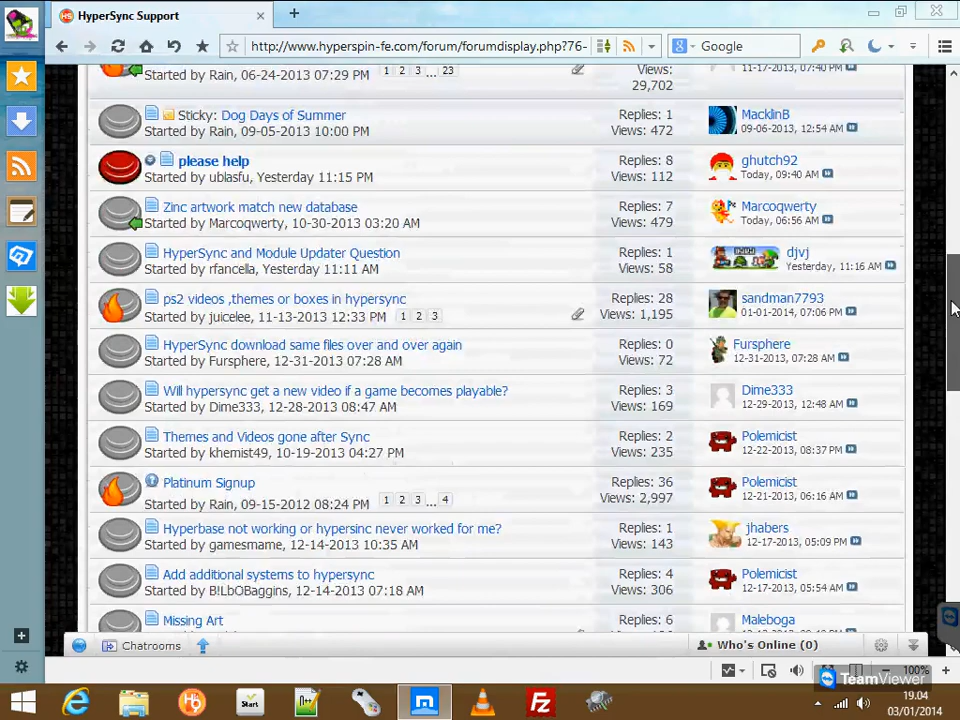 HyperSync Support
http://www.hyperspin-fe.com/forum/forumdisplay.php?76-
Google
Started by Rain, 06-24-2013 07:29 PM 1 2 3 ... 23
Views: 29,702
11-17-2013, 07:40 PM
Sticky: Dog Days of Summer
Started by Rain, 09-05-2013 10:00 PM
Replies: 1
Views: 472
MacklinB
09-06-2013, 12:54 AM
please help
Started by ublasfu, Yesterday 11:15 PM
Replies: 8
Views: 112
ghutch92
Today, 09:40 AM
Zinc artwork match new database
Started by Marcoqwerty, 10-30-2013 03:20 AM
Replies: 7
Views: 479
Marcoqwerty
Today, 06:56 AM
HyperSync and Module Updater Question
Started by rfancella, Yesterday 11:11 AM
Replies: 1
Views: 58
djvj
Yesterday, 11:16 AM
ps2 videos ,themes or boxes in hypersync
Started by juicelee, 11-13-2013 12:33 PM 1 2 3
Replies: 28
Views: 1,195
sandman7793
01-01-2014, 07:06 PM
HyperSync download same files over and over again
Started by Fursphere, 12-31-2013 07:28 AM
Replies: 0
Views: 72
Fursphere
12-31-2013, 07:28 AM
Will hypersync get a new video if a game becomes playable?
Started by Dime333, 12-28-2013 08:47 AM
Replies: 3
Views: 169
Dime333
12-29-2013, 12:48 AM
Themes and Videos gone after Sync
Started by khemist49, 10-19-2013 04:27 PM
Replies: 2
Views: 235
Polemicist
12-22-2013, 08:37 PM
Platinum Signup
Started by Rain, 09-15-2012 08:24 PM 1 2 3 ... 4
Replies: 36
Views: 2,997
Polemicist
12-21-2013, 06:16 AM
Hyperbase not working or hypersinc never worked for me?
Started by gamesmame, 12-14-2013 10:35 AM
Replies: 1
Views: 143
jhabers
12-17-2013, 05:09 PM
Add additional systems to hypersync
Started by B!LbOBaggins, 12-14-2013 07:18 AM
Replies: 4
Views: 306
Polemicist
12-17-2013, 05:54 AM
Missing Art
Replies: 6
Maleboga
Chatrooms
Who's Online (0)
100%
TeamViewer
Start
N++
19.04
03/01/2014